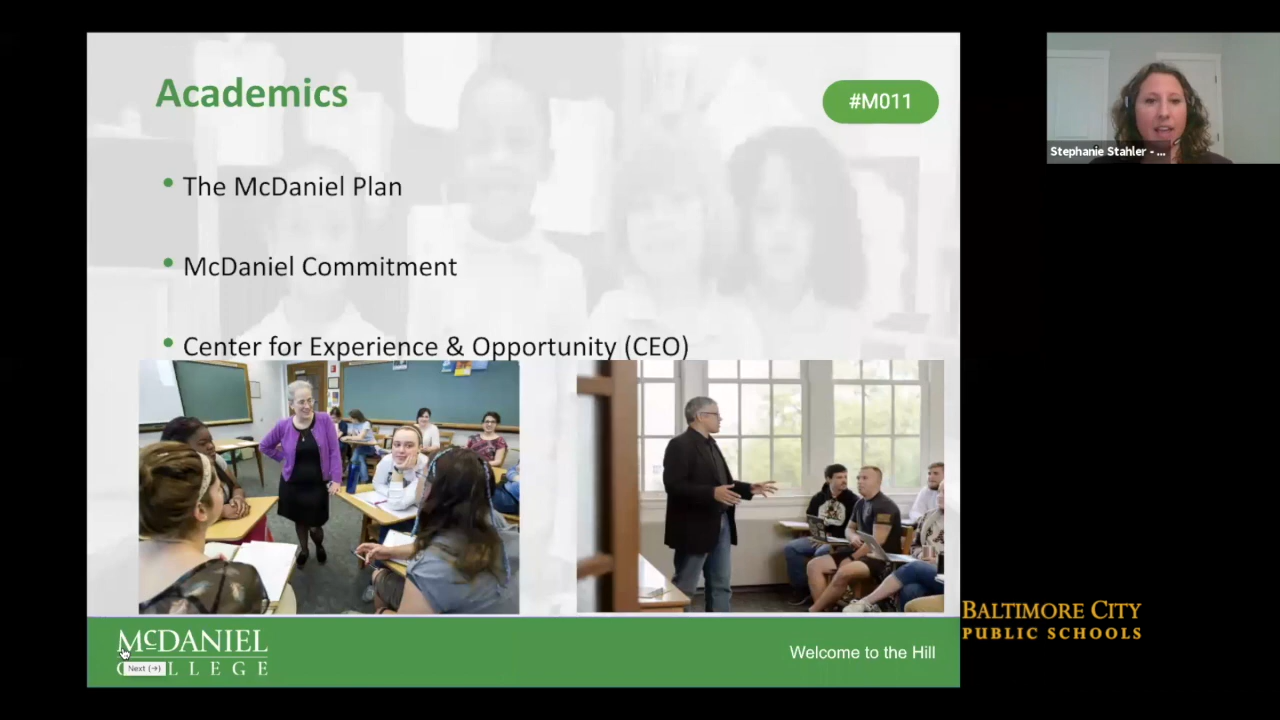 Academics
#M011
• The McDaniel Plan
• McDaniel Commitment
• Center for Experience & Opportunity (CEO)
Stephanie Stahler - ...
McDANIEL
COLLEGE
Next (→)
Welcome to the Hill
BALTIMORE CITY
PUBLIC SCHOOLS